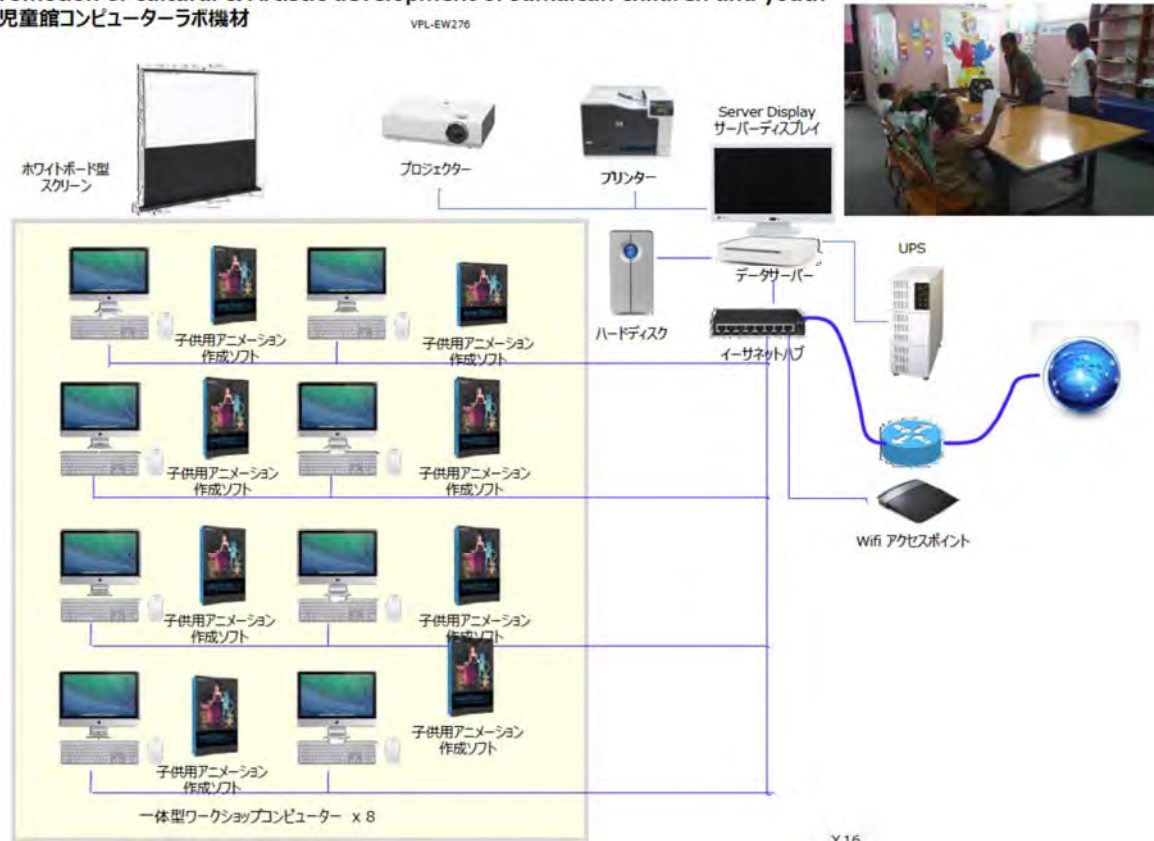 Promotion of Cultural & Artistic development of Jamaican children and youth
児童館コンピューターラボ機材
VPL-EW276
ホワイトボード型
スクリーン
プロジェクター
プリンター
Server Display
サーバーディスプレイ
データサーバー
ハードディスク
イーサネットハブ
UPS
Wifi アクセスポイント
子供用アニメーション
作成ソフト
子供用アニメーション
作成ソフト
子供用アニメーション
作成ソフト
子供用アニメーション
作成ソフト
子供用アニメーション
作成ソフト
子供用アニメーション
作成ソフト
子供用アニメーション
作成ソフト
子供用アニメーション
作成ソフト
一体型ワークショップコンピューター x 8
X 16